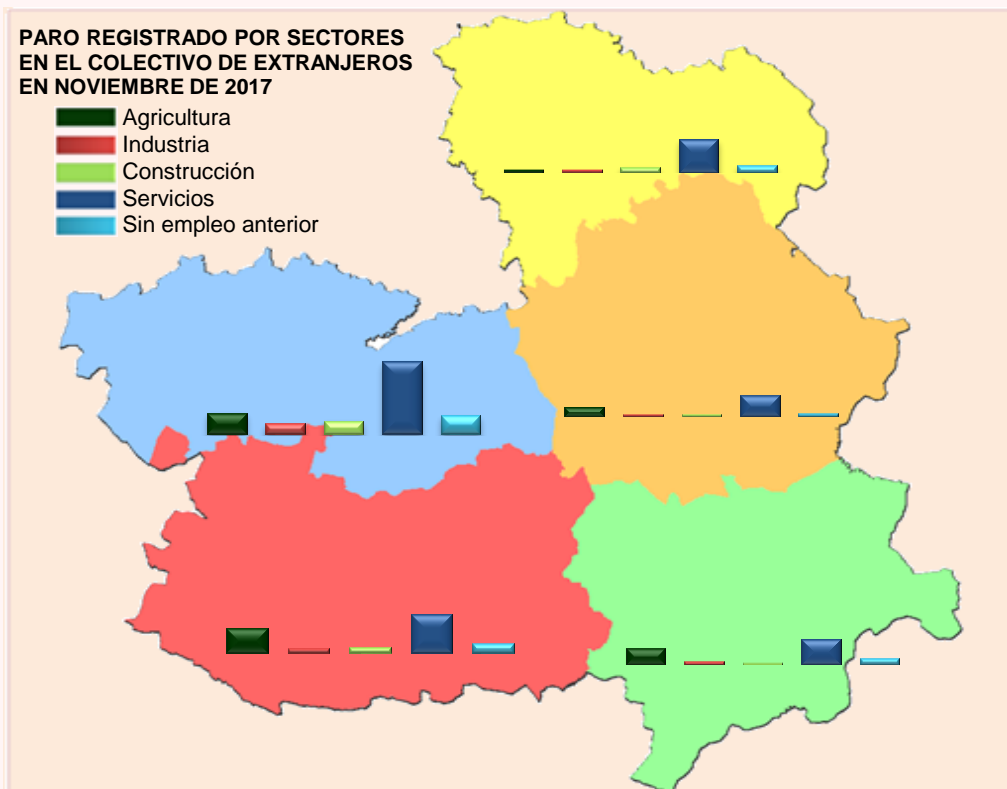 PARO REGISTRADO POR SECTORES
EN EL COLECTIVO DE EXTRANJEROS
EN NOVIEMBRE DE 2017
Agricultura
Industria
Construcción
Servicios
Sin empleo anterior